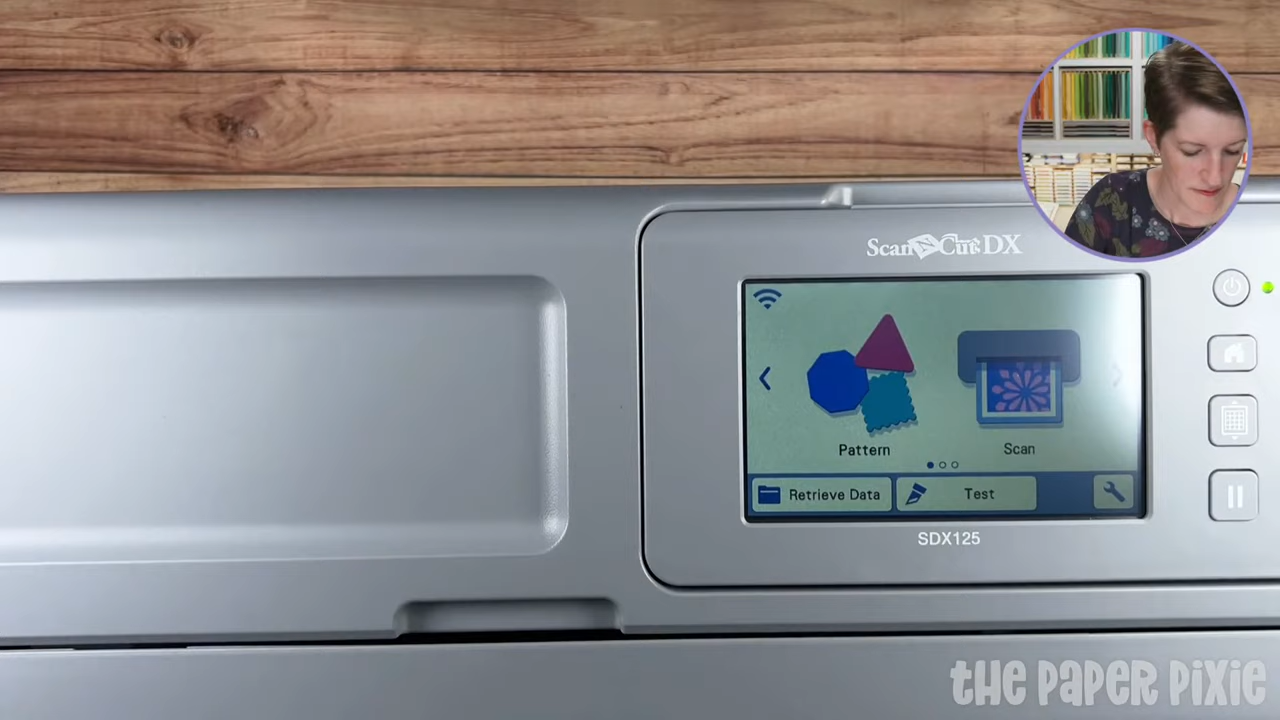 ScanNCut DX
Pattern
Scan
Retrieve Data
Test
SDX125
THE PAPER PIXIE